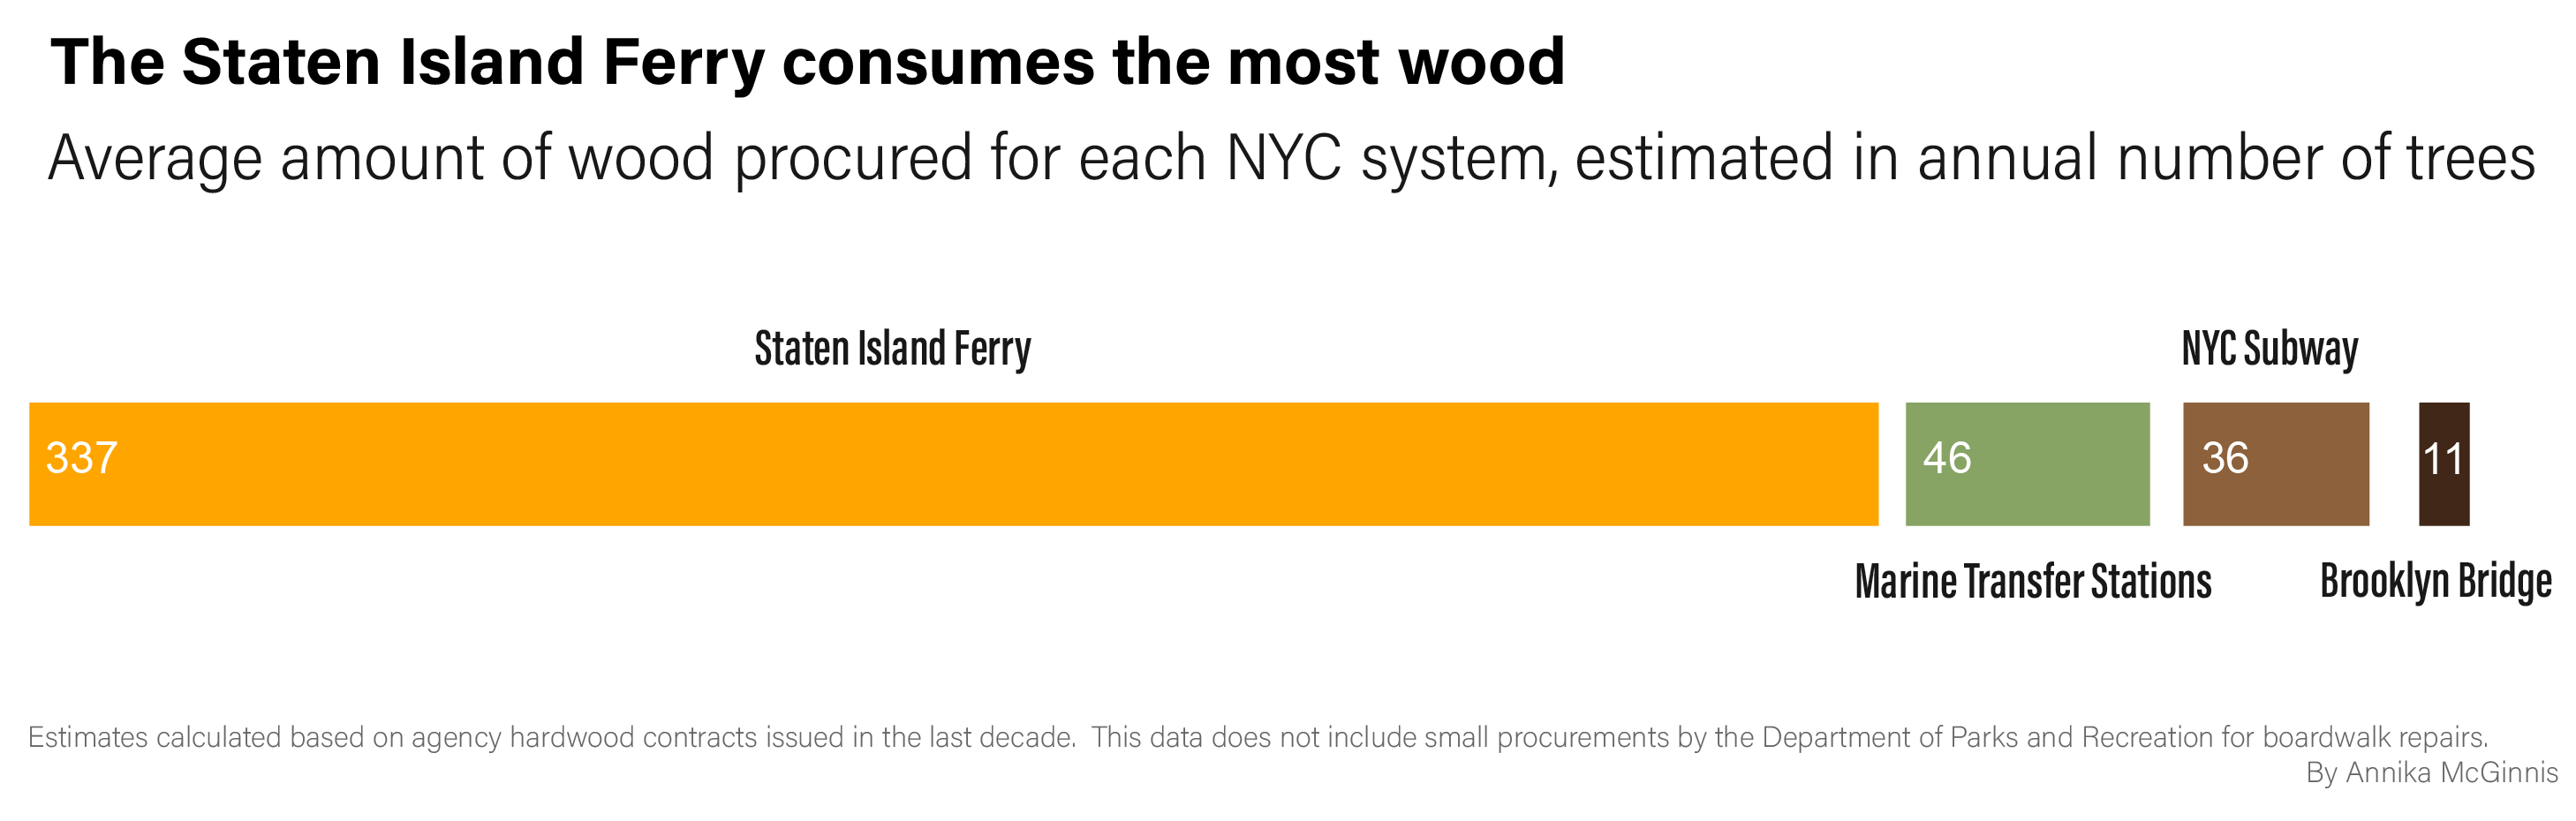 The Staten Island Ferry consumes the most wood
Average amount of wood procured for each NYC system, estimated in annual number of trees
Staten Island Ferry
NYC Subway
337
46
36
11
Marine Transfer Stations
Brooklyn Bridge
Estimates calculated based on agency hardwood contracts issued in the last decade.  This data does not include small procurements by the Department of Parks and Recreation for boardwalk repairs.
By Annika McGinnis